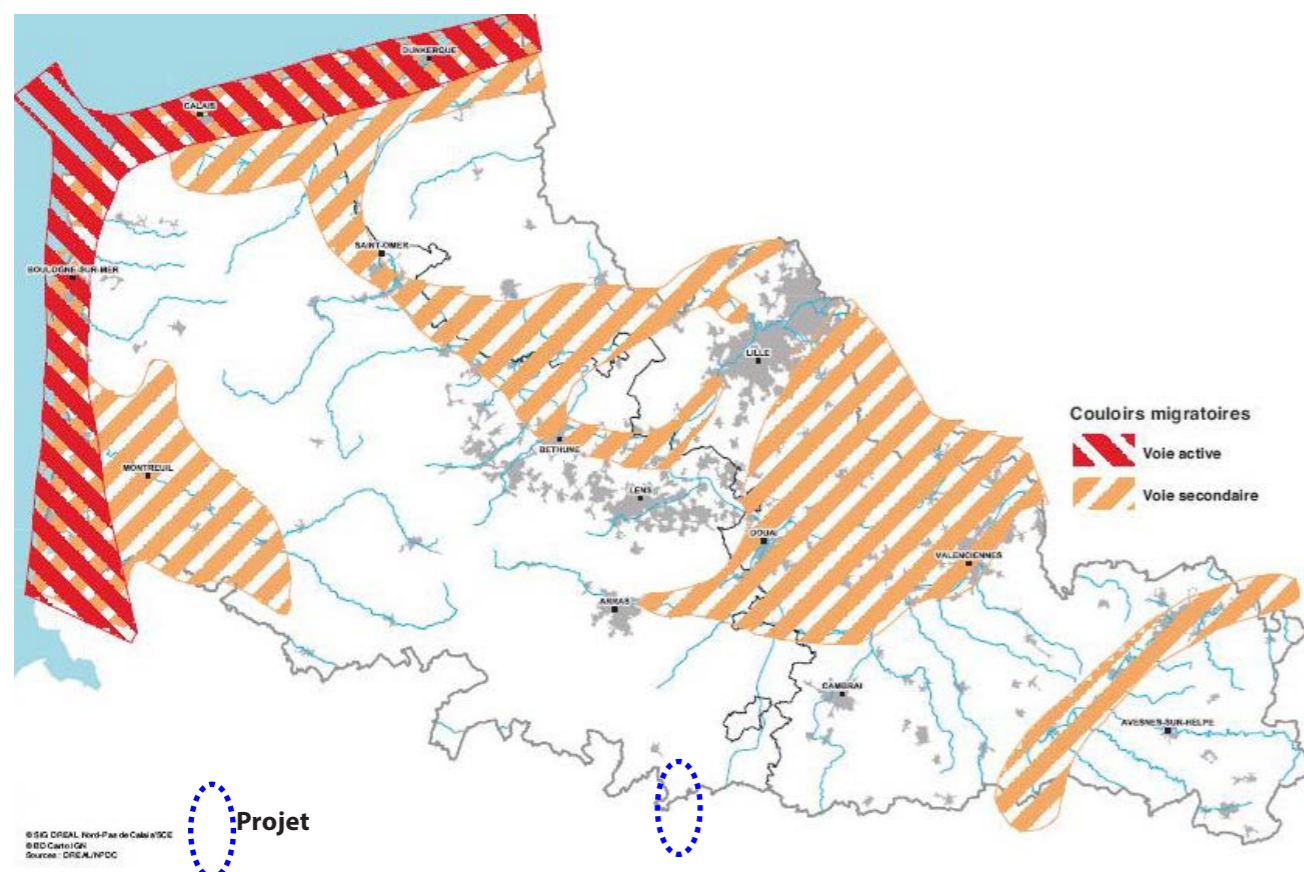 DUNKERQUE
CALAIS
SAINT-OMER
BOULOGNE-SUR-MER
LILLE
Couloirs migratoires
Voie active
BETHUNE
MONTREUIL
LENS
Voie secondaire
DOUAI
VALENCIENNES
ARRAS
CAMBRAI
AVESNES-SUR-HELPE
Projet
© SIG DREAL Nord-Pas de Calais/SCE
© BD Carto IGN
Sources : DREAL/NPDC